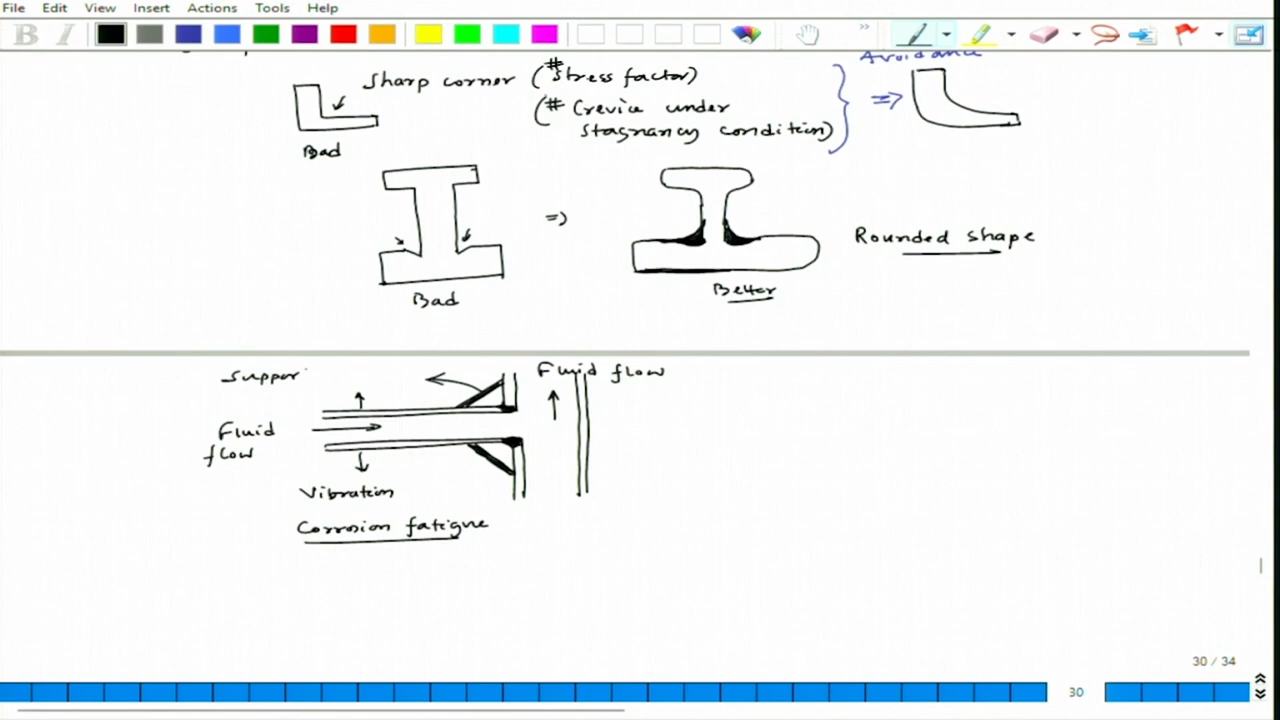 File Edit View Insert Actions Tools Help
B I
Avoidance
Sharp corner (# Stress factor)
(# Crevice under
stagnancy condition)
=>
Bad
=>
Rounded shape
Bad
Better
Suppor
Fluid flow
Fluid
flow
Vibration
Corrosion fatigue
30 / 34
30